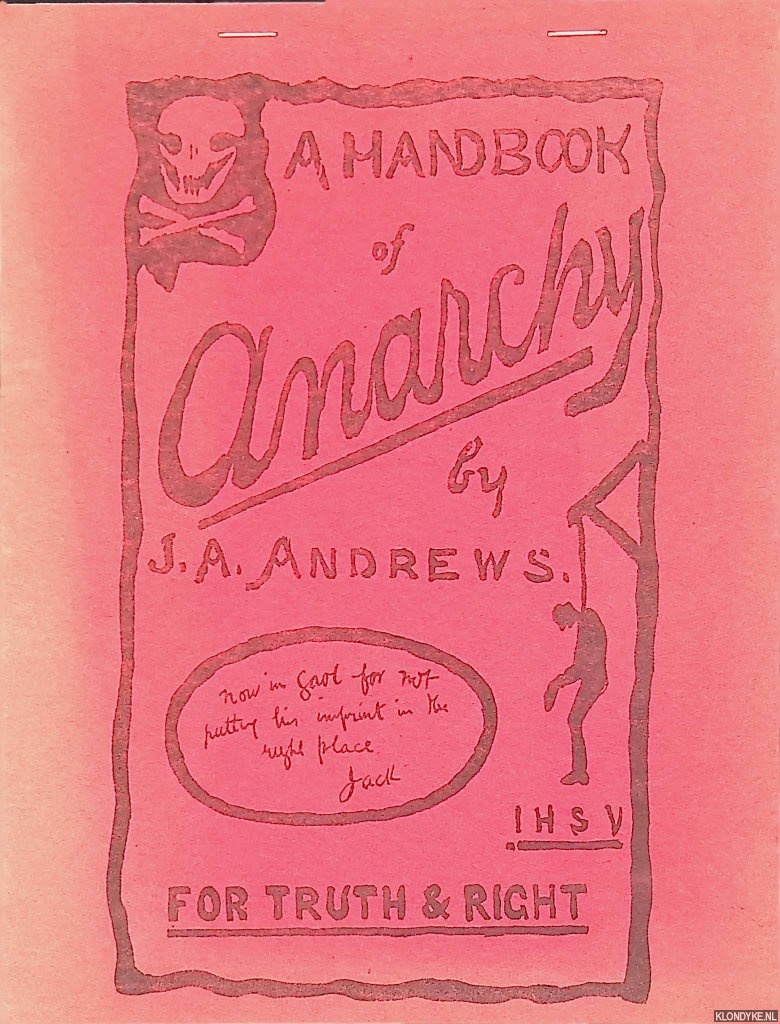 A HANDBOOK
of
Anarchy
by
J. A. ANDREWS.
now in Gaol for not
putting his imprint in the
right place
Jack
I H S V
FOR TRUTH & RIGHT
KLONDYKE.NL